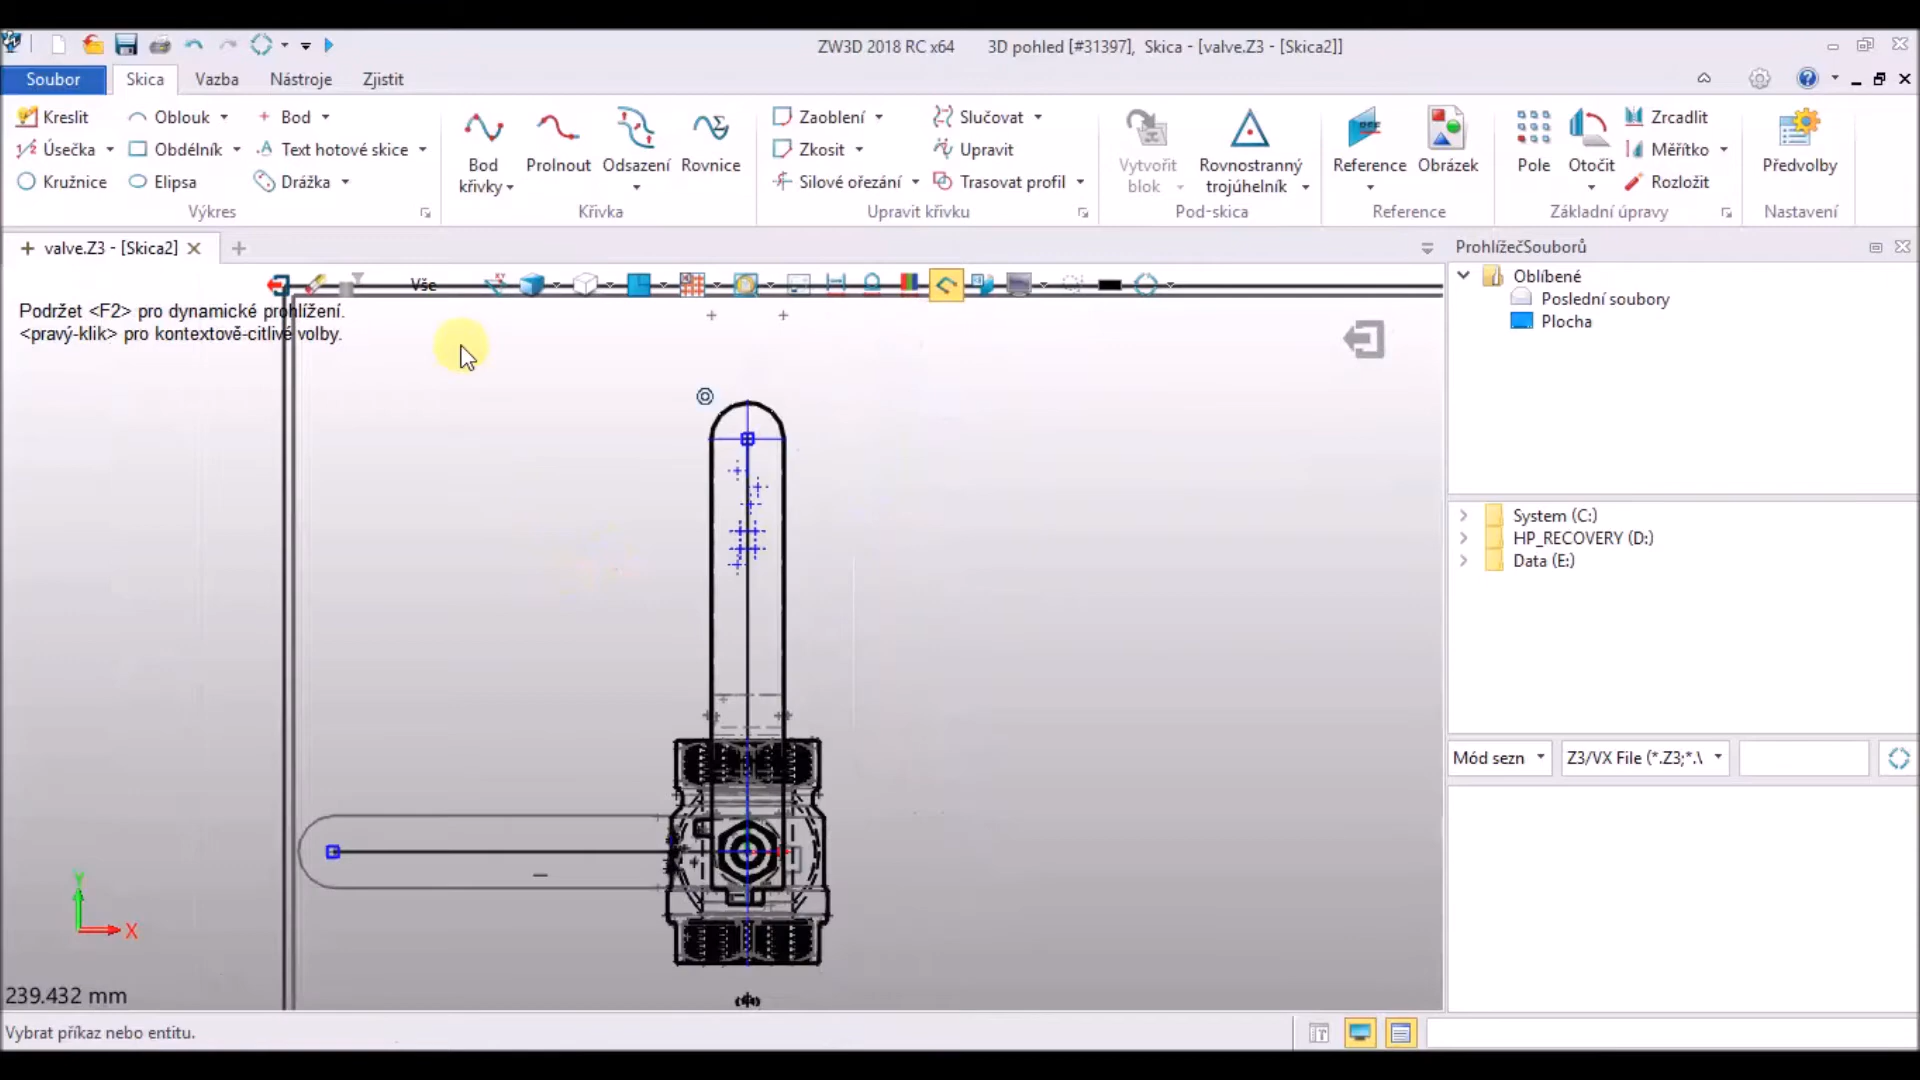 ZW3D 2018 RC x64 3D pohled [#31397], Skica - [valve.Z3 - [Skica2]]
Soubor Skica Vazba Nástroje Zjistit
Kreslit Oblouk Bod
Úsečka Obdélník Text hotové skice
Kružnice Elipsa Drážka
Výkres
Bod křivky Prolnout Odsazení Rovnice
Křivka
Zaoblení Slučovat
Zkosit Upravit
Silové ořezání Trasovat profil
Upravit křivku
Vytvořit blok Rovnostranný trojúhelník
Pod-skica
Reference Obrázek
Reference
Pole Otočit
Zrcadlit
Měřítko
Rozložit
Základní úpravy
Předvolby
Nastavení
valve.Z3 - [Skica2]
Vše
Podržet <F2> pro dynamické prohlížení.
<pravý-klik> pro kontextově-citlivé volby.
Y
X
239.432 mm
Vybrat příkaz nebo entitu.
ProhlížečSouborů
Oblíbené
Poslední soubory
Plocha
System (C:)
HP_RECOVERY (D:)
Data (E:)
Mód sezn Z3/VX File (*.Z3;*.\